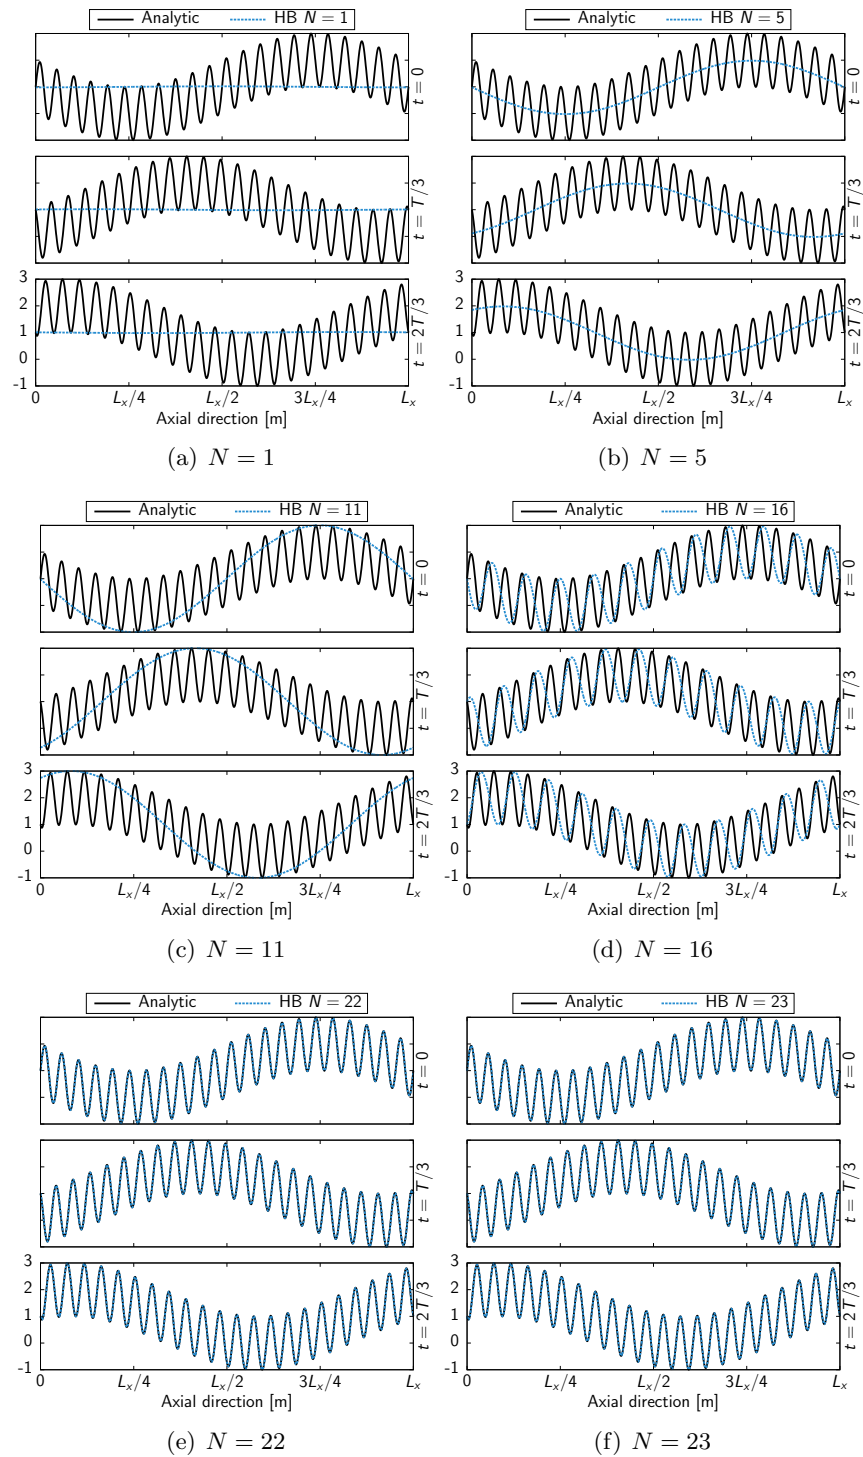 Analytic HB N = 1
t = 0
t = T/3
3
2
1
0
-1
t = 2T/3
0 Lx/4 Lx/2 3Lx/4 Lx
Axial direction [m]
(a) N = 1
Analytic HB N = 5
t = 0
t = T/3
3
2
1
0
-1
t = 2T/3
0 Lx/4 Lx/2 3Lx/4 Lx
Axial direction [m]
(b) N = 5
Analytic HB N = 11
t = 0
t = T/3
3
2
1
0
-1
t = 2T/3
0 Lx/4 Lx/2 3Lx/4 Lx
Axial direction [m]
(c) N = 11
Analytic HB N = 16
t = 0
t = T/3
3
2
1
0
-1
t = 2T/3
0 Lx/4 Lx/2 3Lx/4 Lx
Axial direction [m]
(d) N = 16
Analytic HB N = 22
t = 0
t = T/3
3
2
1
0
-1
t = 2T/3
0 Lx/4 Lx/2 3Lx/4 Lx
Axial direction [m]
(e) N = 22
Analytic HB N = 23
t = 0
t = T/3
3
2
1
0
-1
t = 2T/3
0 Lx/4 Lx/2 3Lx/4 Lx
Axial direction [m]
(f) N = 23